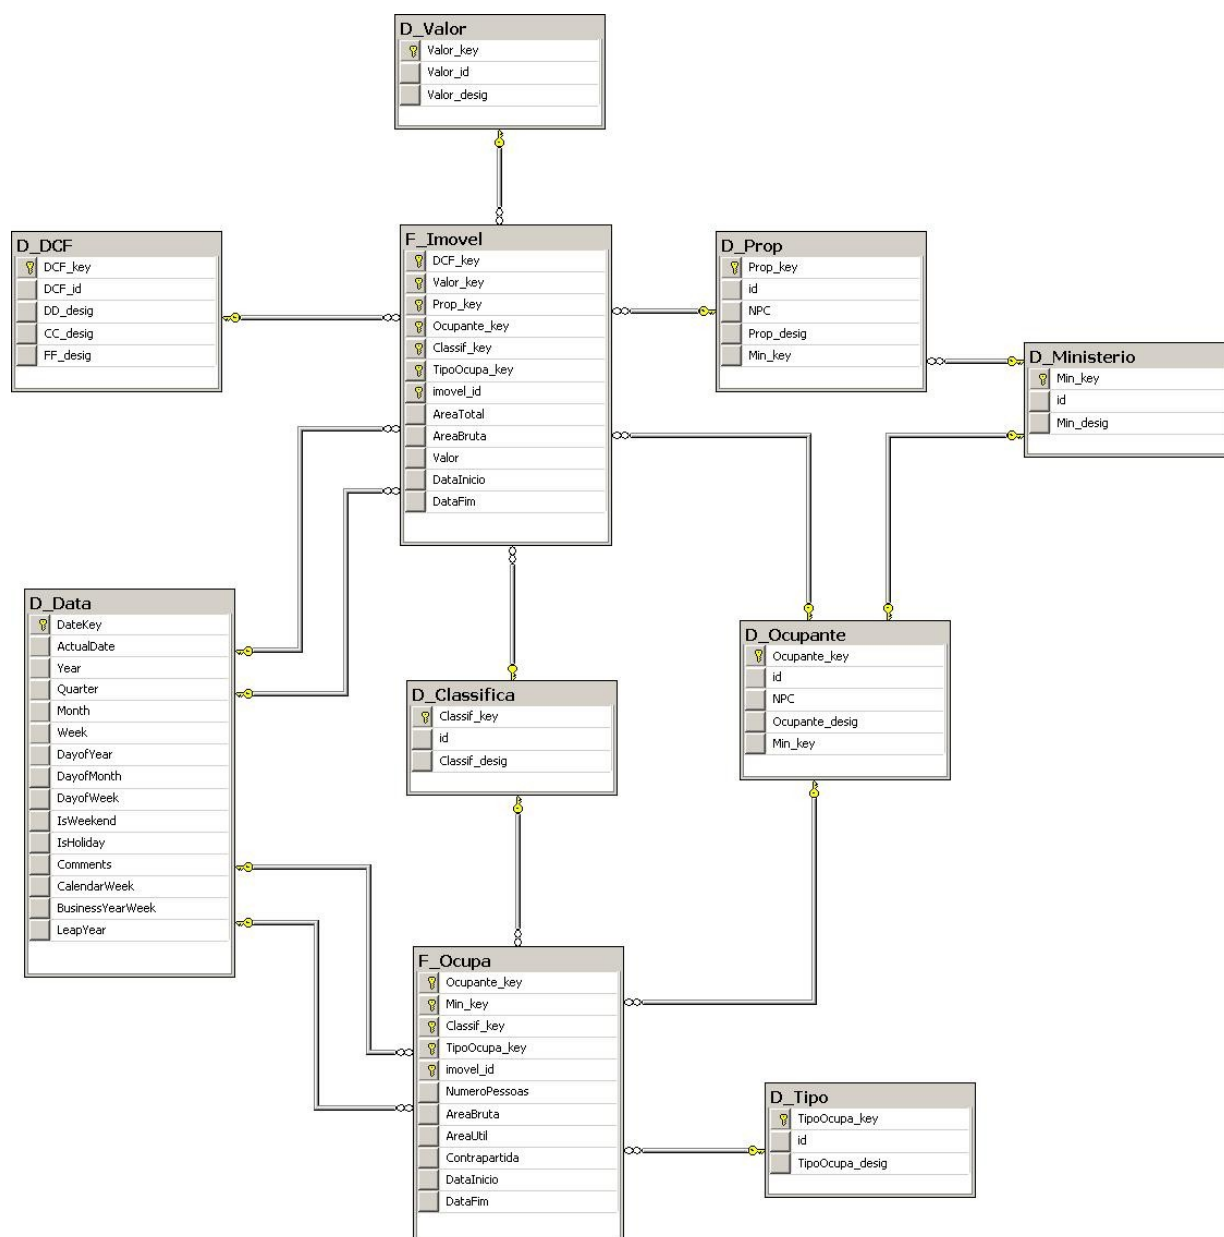 D_Valor
Valor_key
Valor_id
Valor_desig
D_DCF
DCF_key
DCF_id
DD_desig
CC_desig
FF_desig
F_Imovel
DCF_key
Valor_key
Prop_key
Ocupante_key
Classif_key
TipoOcupa_key
imovel_id
AreaTotal
AreaBruta
Valor
DataInicio
DataFim
D_Prop
Prop_key
id
NPC
Prop_desig
Min_key
D_Ministerio
Min_key
id
Min_desig
D_Data
DateKey
ActualDate
Year
Quarter
Month
Week
DayofYear
DayofMonth
DayofWeek
IsWeekend
IsHoliday
Comments
CalendarWeek
BusinessYearWeek
LeapYear
D_Classifica
Classif_key
id
Classif_desig
D_Ocupante
Ocupante_key
id
NPC
Ocupante_desig
Min_key
F_Ocupa
Ocupante_key
Min_key
Classif_key
TipoOcupa_key
imovel_id
NumeroPessoas
AreaBruta
AreaUtil
Contrapartida
DataInicio
DataFim
D_Tipo
TipoOcupa_key
id
TipoOcupa_desig